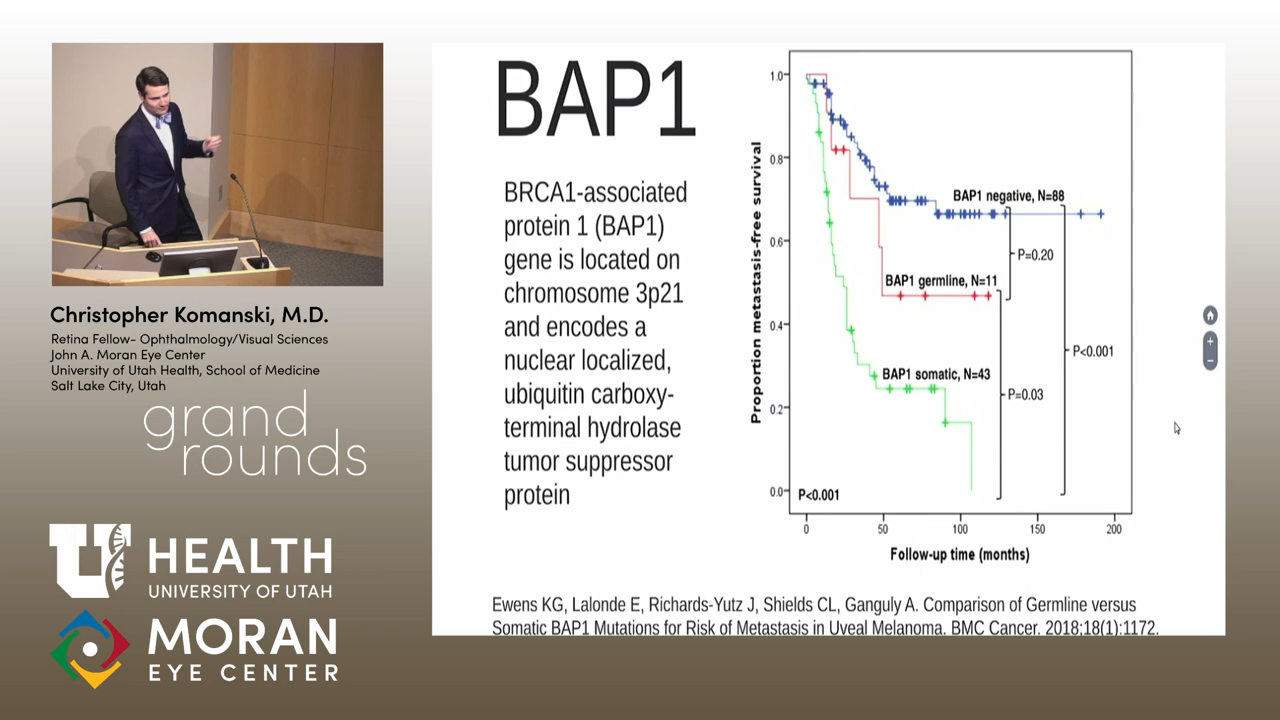 Christopher Komanski, M.D.
Retina Fellow- Ophthalmology/Visual Sciences
John A. Moran Eye Center
University of Utah Health, School of Medicine
Salt Lake City, Utah
grand
rounds
U
HEALTH
UNIVERSITY OF UTAH
MORAN
EYE CENTER
BAP1
BRCA1-associated
protein 1 (BAP1)
gene is located on
chromosome 3p21
and encodes a
nuclear localized,
ubiquitin carboxy-
terminal hydrolase
tumor suppressor
protein
Proportion metastasis-free survival
1.0
0.8
0.6
0.4
0.2
0.0
BAP1 negative, N=88
P=0.20
BAP1 germline, N=11
P<0.001
BAP1 somatic, N=43
P=0.03
P<0.001
0 50 100 150 200
Follow-up time (months)
Ewens KG, Lalonde E, Richards-Yutz J, Shields CL, Ganguly A. Comparison of Germline versus
Somatic BAP1 Mutations for Risk of Metastasis in Uveal Melanoma. BMC Cancer. 2018;18(1):1172.